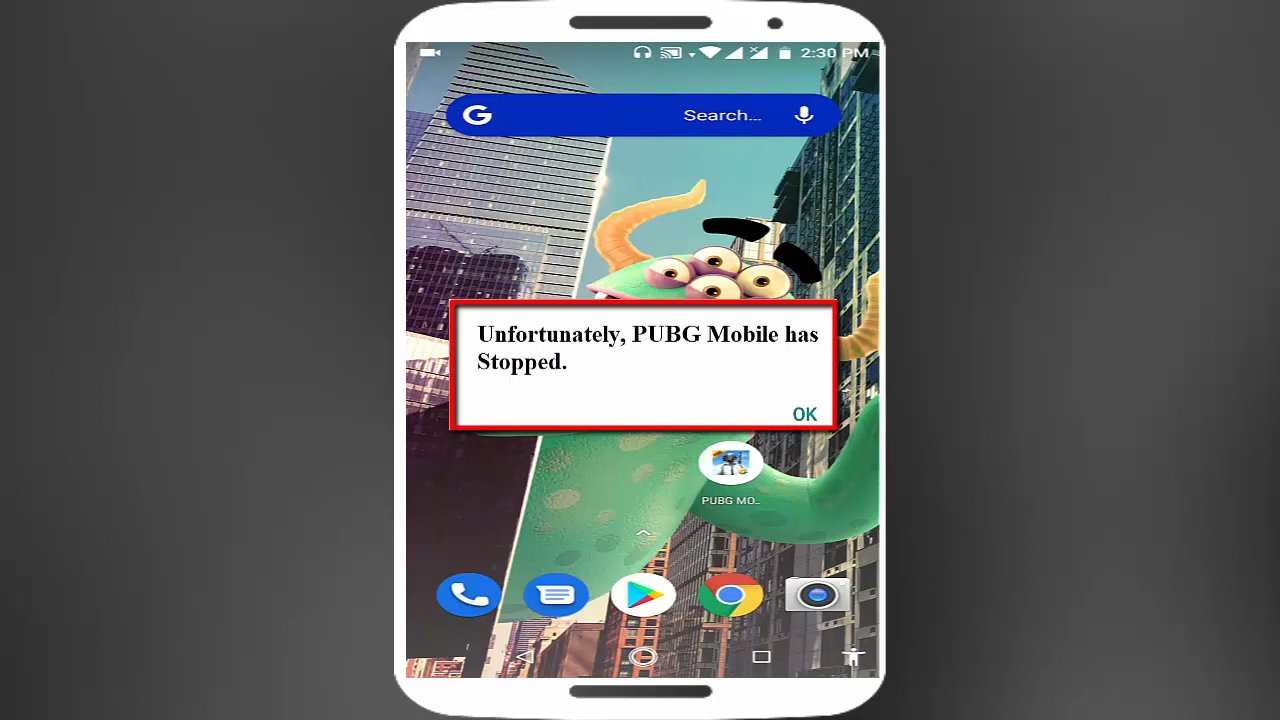 2:30 PM
G Search...
Unfortunately, PUBG Mobile has
Stopped.
OK
PUBG MO..